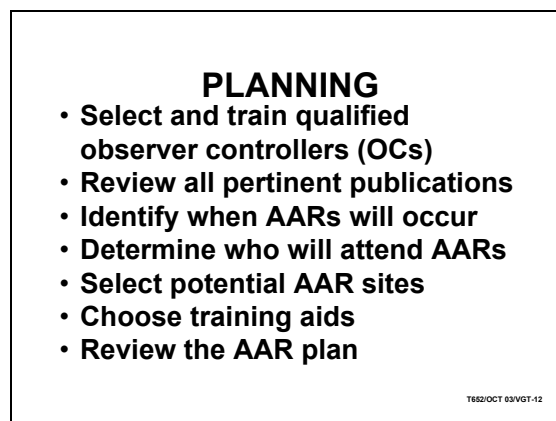 PLANNING
• Select and train qualified
observer controllers (OCs)
• Review all pertinent publications
• Identify when AARs will occur
• Determine who will attend AARs
• Select potential AAR sites
• Choose training aids
• Review the AAR plan
T652/OCT 03/VGT-12